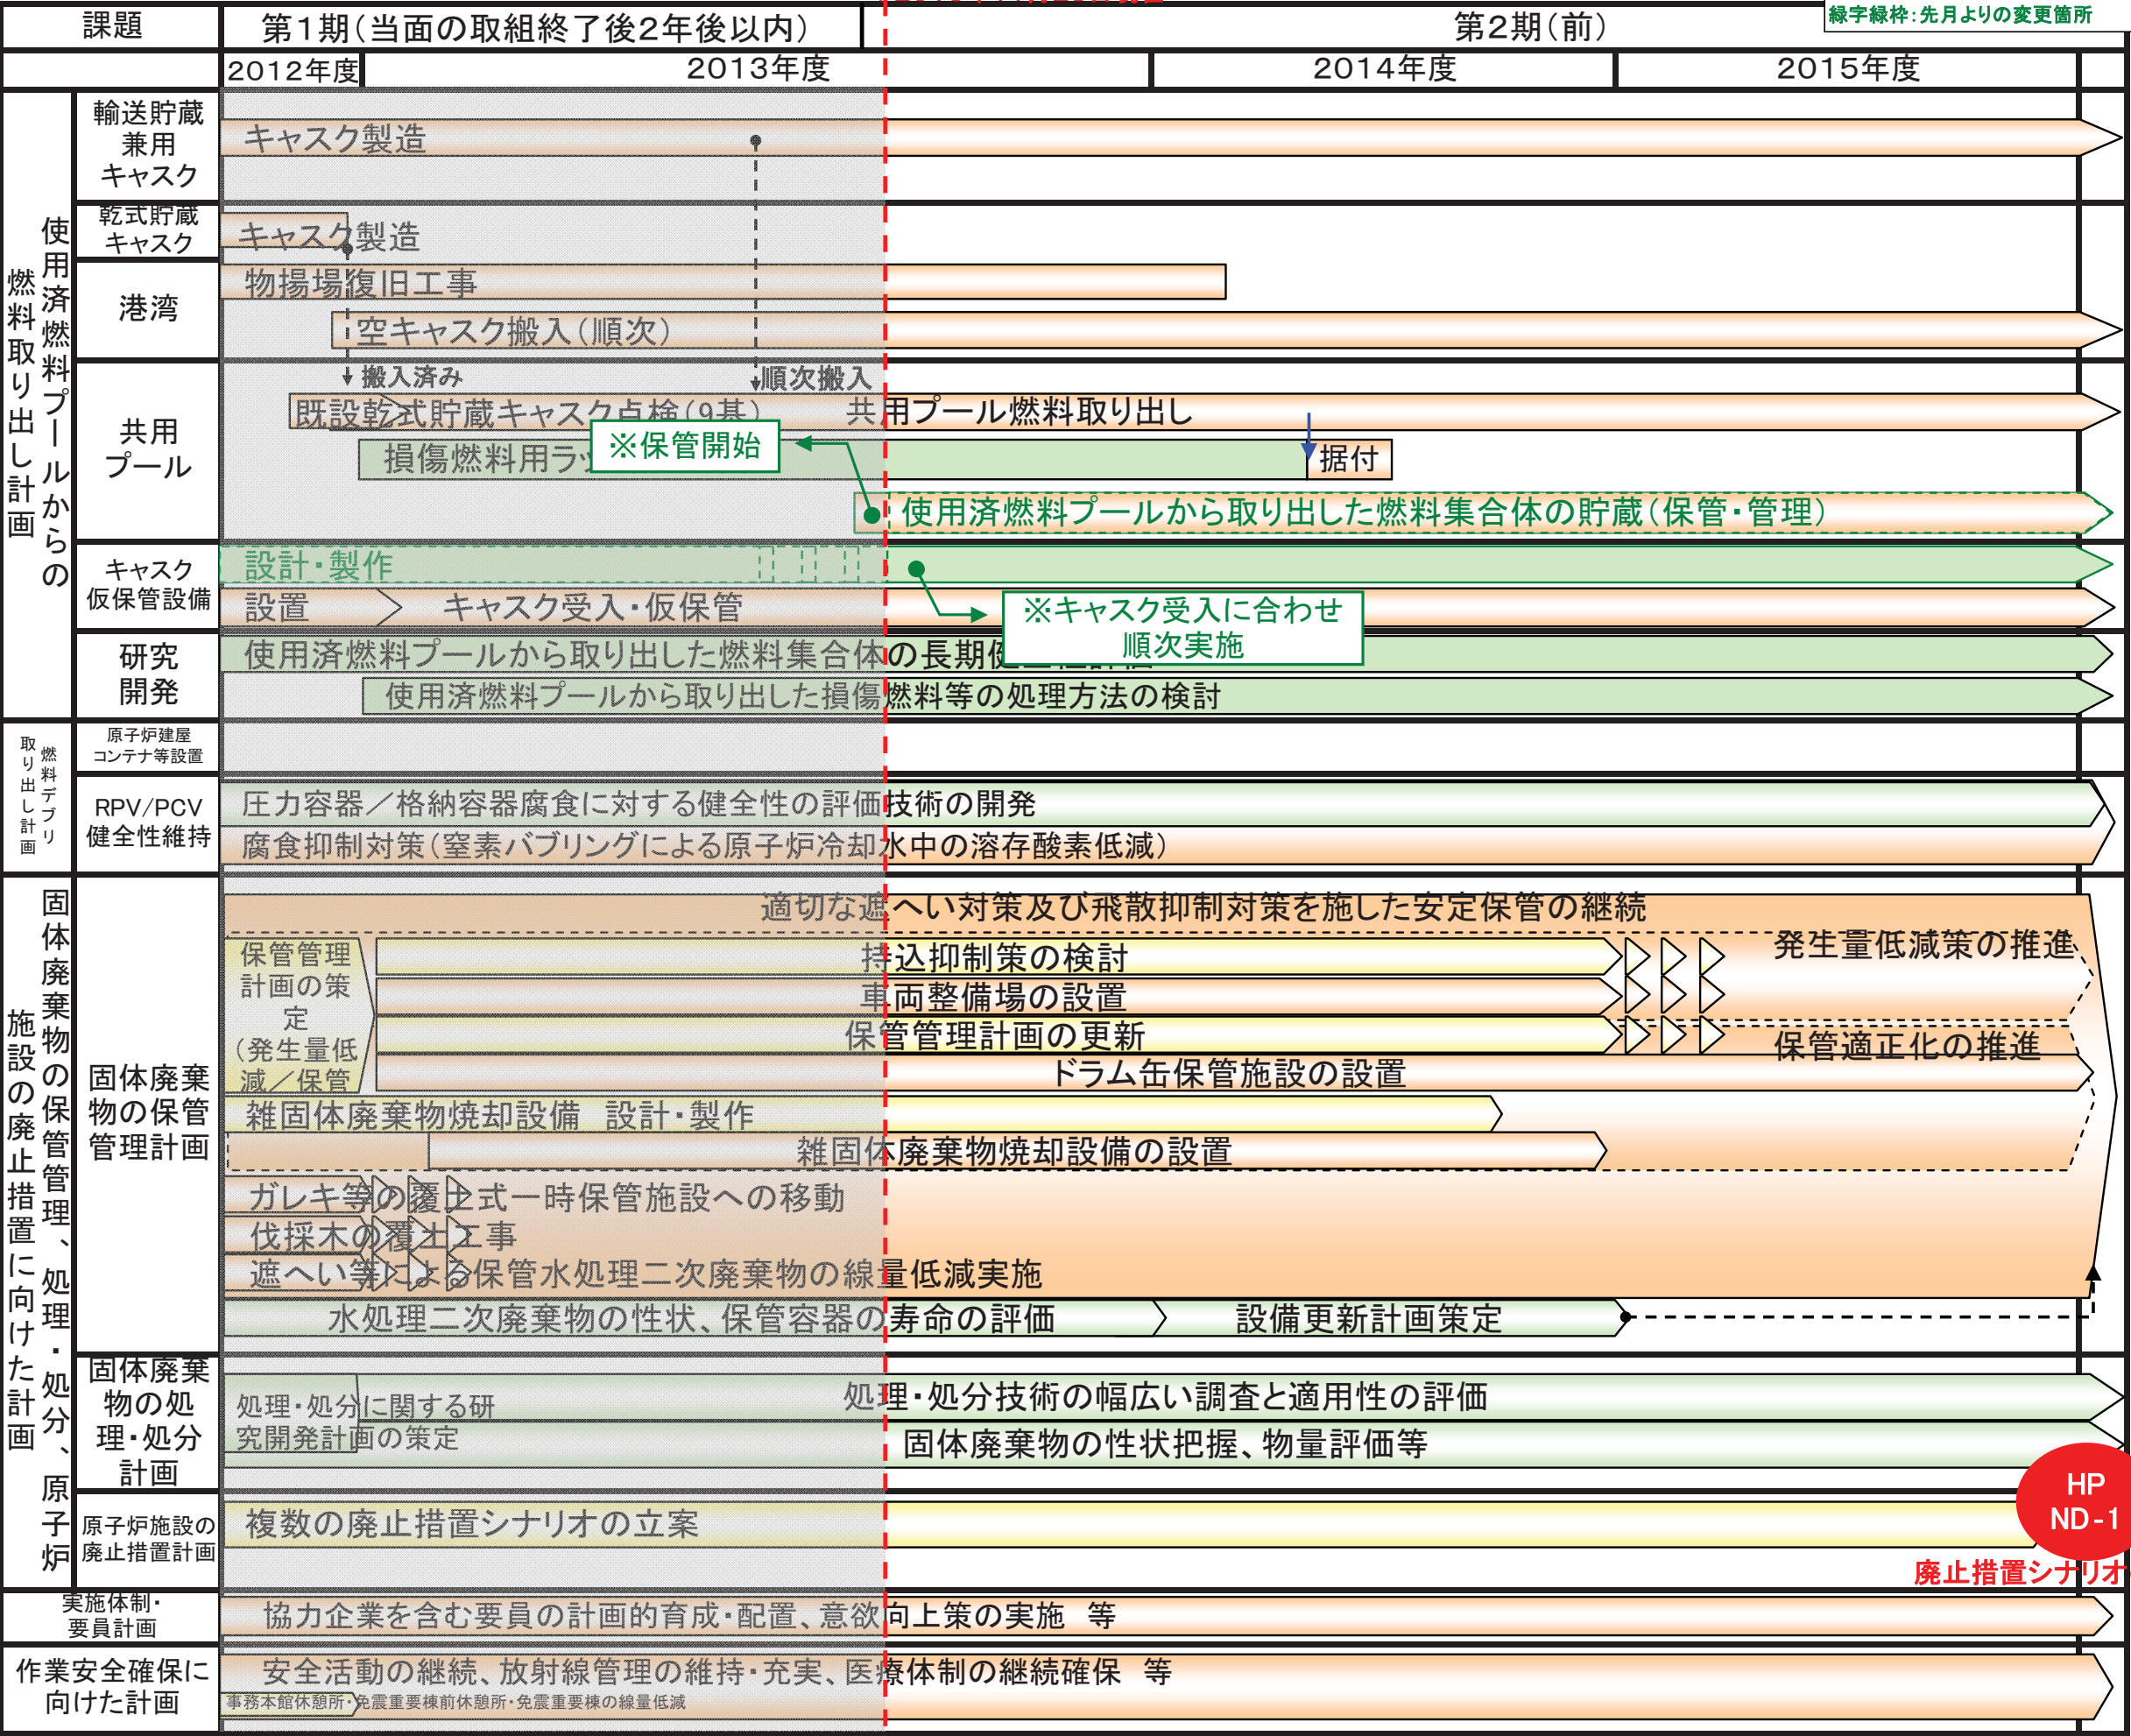 緑字緑枠：先月よりの変更箇所
課題
第１期（当面の取組終了後２年後以内）
第２期（前）
２０１２年度
２０１３年度
２０１４年度
２０１５年度
使用済燃料プールからの
燃料取り出し計画
輸送貯蔵
兼用
キャスク
キャスク製造
乾式貯蔵
キャスク
キャスク製造
港湾
物揚場復旧工事
空キャスク搬入（順次）
共用
プール
搬入済み
順次搬入
既設乾式貯蔵キャスク点検（９基）
共用プール燃料取り出し
損傷燃料用ラッ
※保管開始
据付
使用済燃料プールから取り出した燃料集合体の貯蔵（保管・管理）
キャスク
仮保管設備
設計・製作
設置
キャスク受入・仮保管
※キャスク受入に合わせ
順次実施
研究
開発
使用済燃料プールから取り出した燃料集合体の長期
使用済燃料プールから取り出した損傷燃料等の処理方法の検討
燃料デブリ
取り出し計画
原子炉建屋
コンテナ等設置
RPV/PCV
健全性維持
圧力容器／格納容器腐食に対する健全性の評価技術の開発
腐食抑制対策（窒素バブリングによる原子炉冷却水中の溶存酸素低減）
固体廃棄物の保管管理、処理・処分、原子炉
施設の廃止措置に向けた計画
固体廃棄
物の保管
管理計画
適切な遮へい対策及び飛散抑制対策を施した安定保管の継続
保管管理
計画の策
定
（発生量低
減／保管
持込抑制策の検討
発生量低減策の推進
車両整備場の設置
保管管理計画の更新
保管適正化の推進
ドラム缶保管施設の設置
雑固体廃棄物焼却設備　設計・製作
雑固体廃棄物焼却設備の設置
ガレキ等の覆土式一時保管施設への移動
伐採木の覆土工事
遮へい等による保管水処理二次廃棄物の線量低減実施
水処理二次廃棄物の性状、保管容器の寿命の評価
設備更新計画策定
固体廃棄
物の処
理・処分
計画
処理・処分に関する研
究開発計画の策定
処理・処分技術の幅広い調査と適用性の評価
固体廃棄物の性状把握、物量評価等
原子炉施設の
廃止措置計画
複数の廃止措置シナリオの立案
HP
ND-1
廃止措置シナリオ
実施体制・
要員計画
協力企業を含む要員の計画的育成・配置、意欲向上策の実施　等
作業安全確保に
向けた計画
安全活動の継続、放射線管理の維持・充実、医療体制の継続確保　等
事務本館休憩所・免震重要棟前休憩所・免震重要棟の線量低減